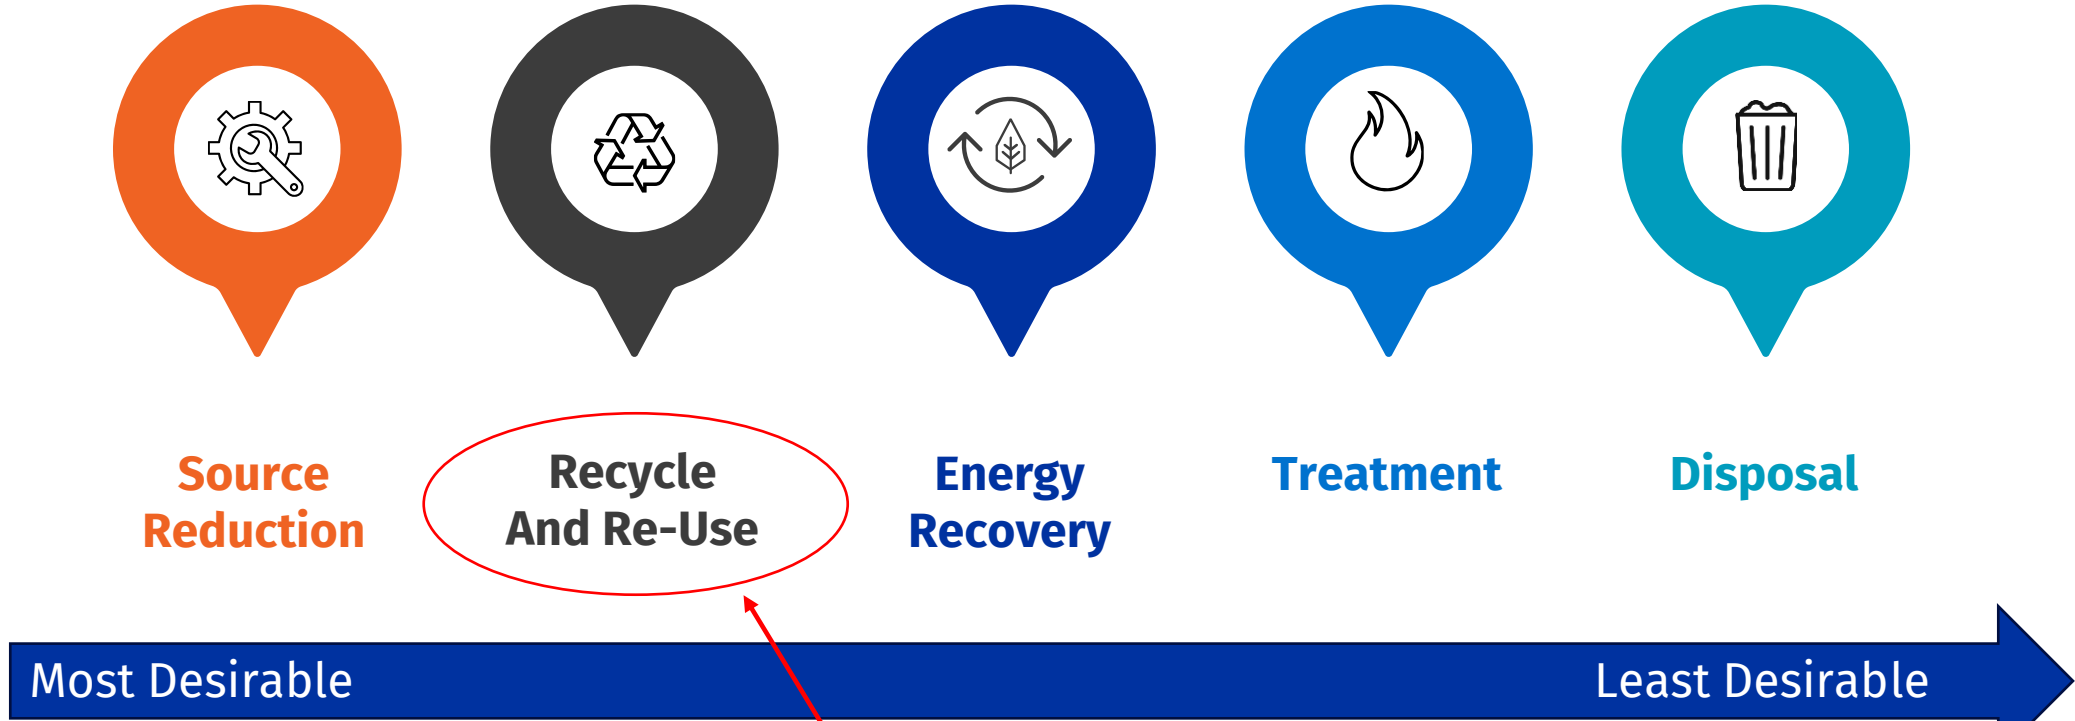 Source
Reduction
Recycle
And Re-Use
Energy
Recovery
Treatment
Disposal
Most Desirable
Least Desirable